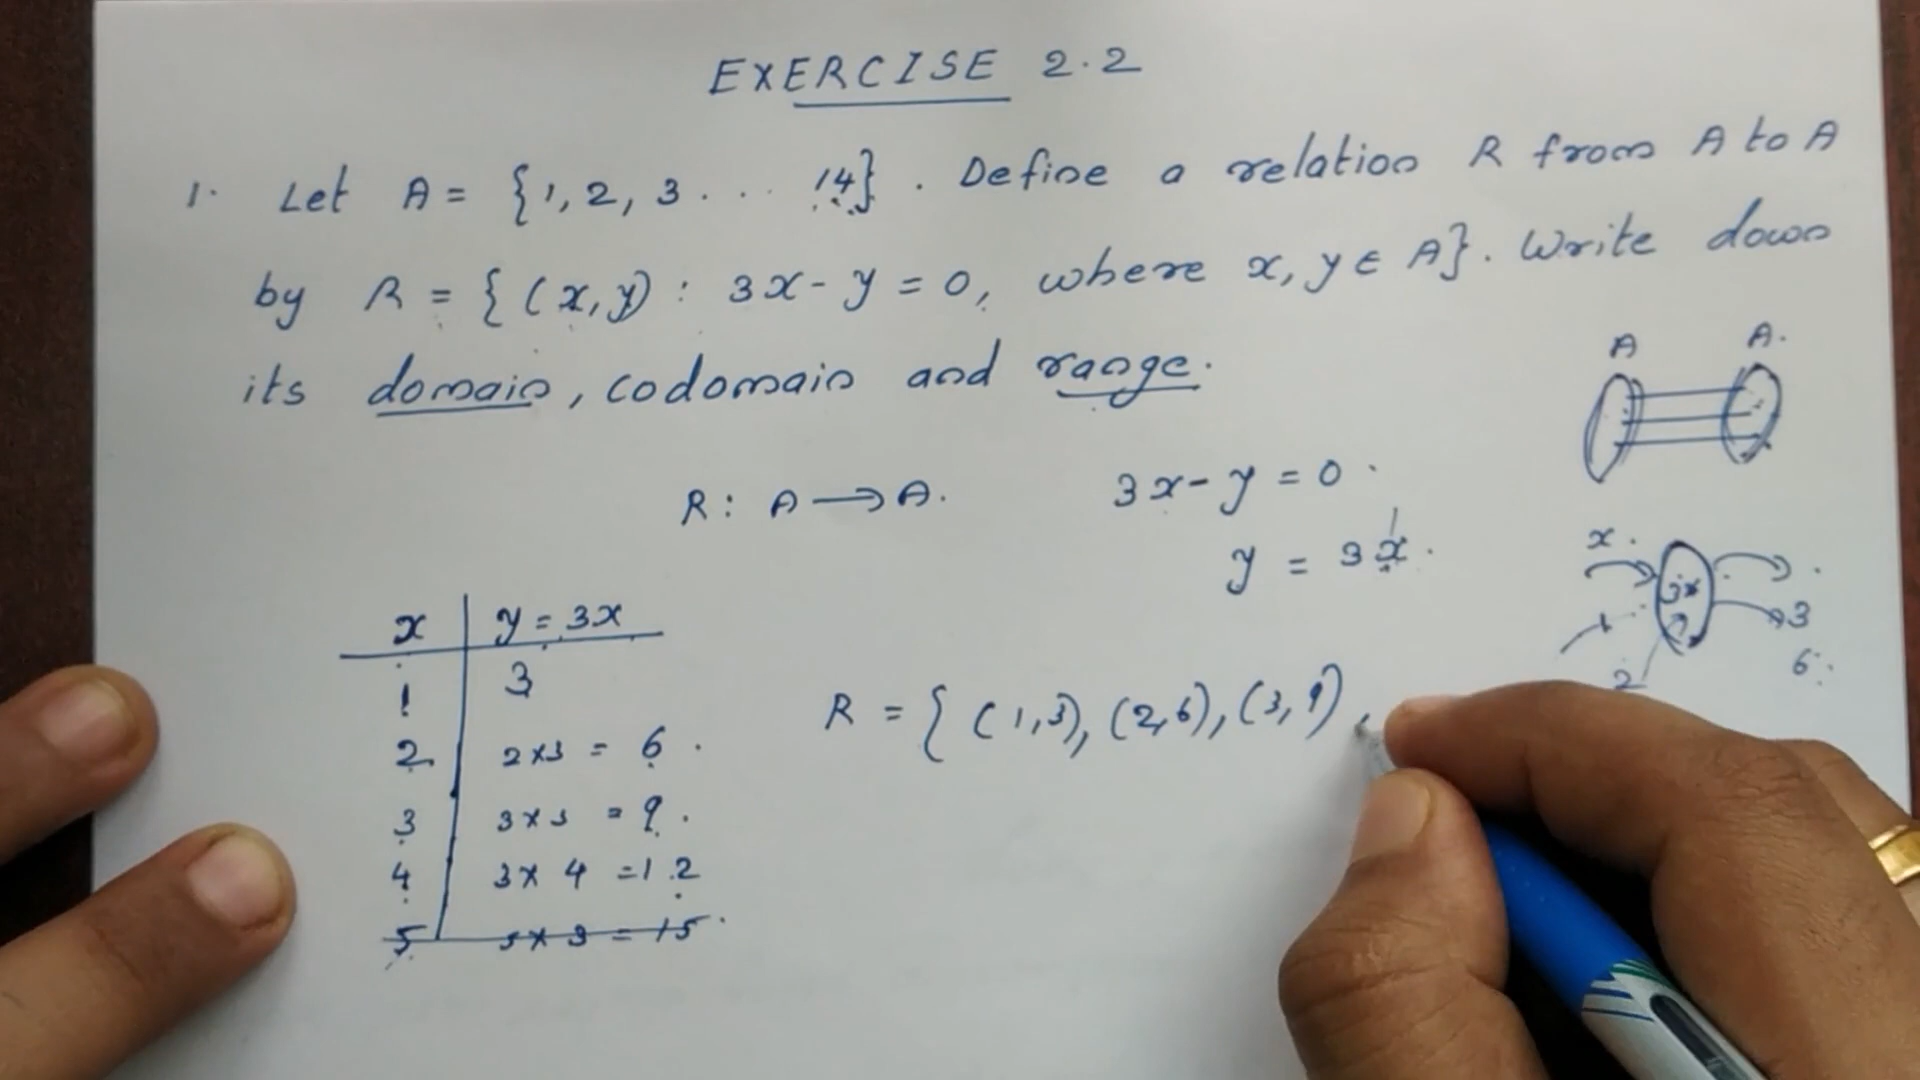 EXERCISE 2.2
1. Let A = {1, 2, 3 . . . 14} . Define a relation R from A to A
by R = { (x, y) : 3x - y = 0, where x, y ∈ A}. Write down
its domain, codomain and range.
A A.
R : A → A. 3x - y = 0
y = 3x.
x.
3x
3
2 6
x y = 3x
1 3
2 2×3 = 6
3 3×3 = 9
4 3×4 = 12
5 5×3 = 15
R = { (1,3), (2,6), (3,9),